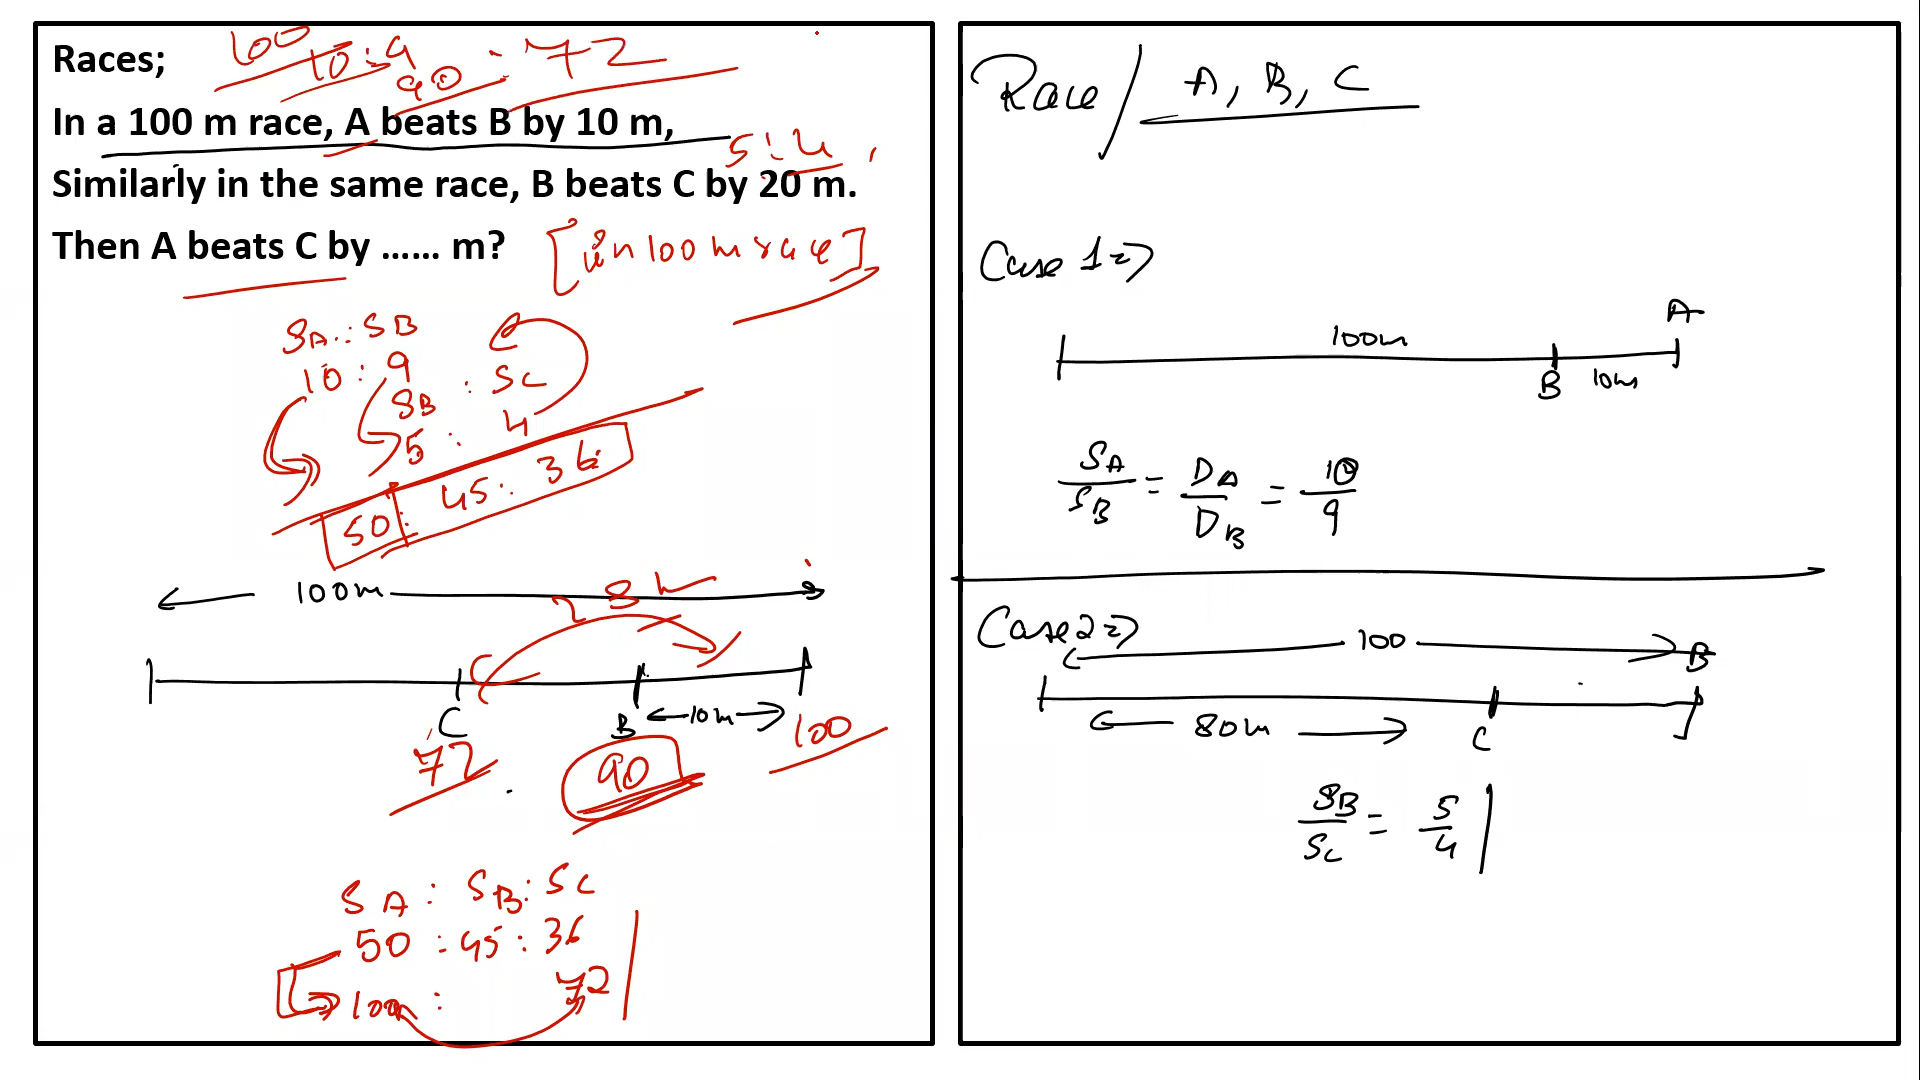 Races;
100
10 : 9
90 : 72
In a 100 m race, A beats B by 10 m,
5 : 4
Similarly in the same race, B beats C by 20 m.
Then A beats C by ...... m?
[in 100 m race]
SA : SB
10 : 9
SB : SC
5 : 4
50 : 45 : 36
100m
28m
C
C
B
10m
72
90
100
SA : SB : SC
50 : 45 : 36
100m : 72
Race / A, B, C
Case 1 =>
A
100m
B
10m
SA/SB = DA/DB = 10/9
Case 2 =>
100
B
80m
C
SB/SC = 5/4